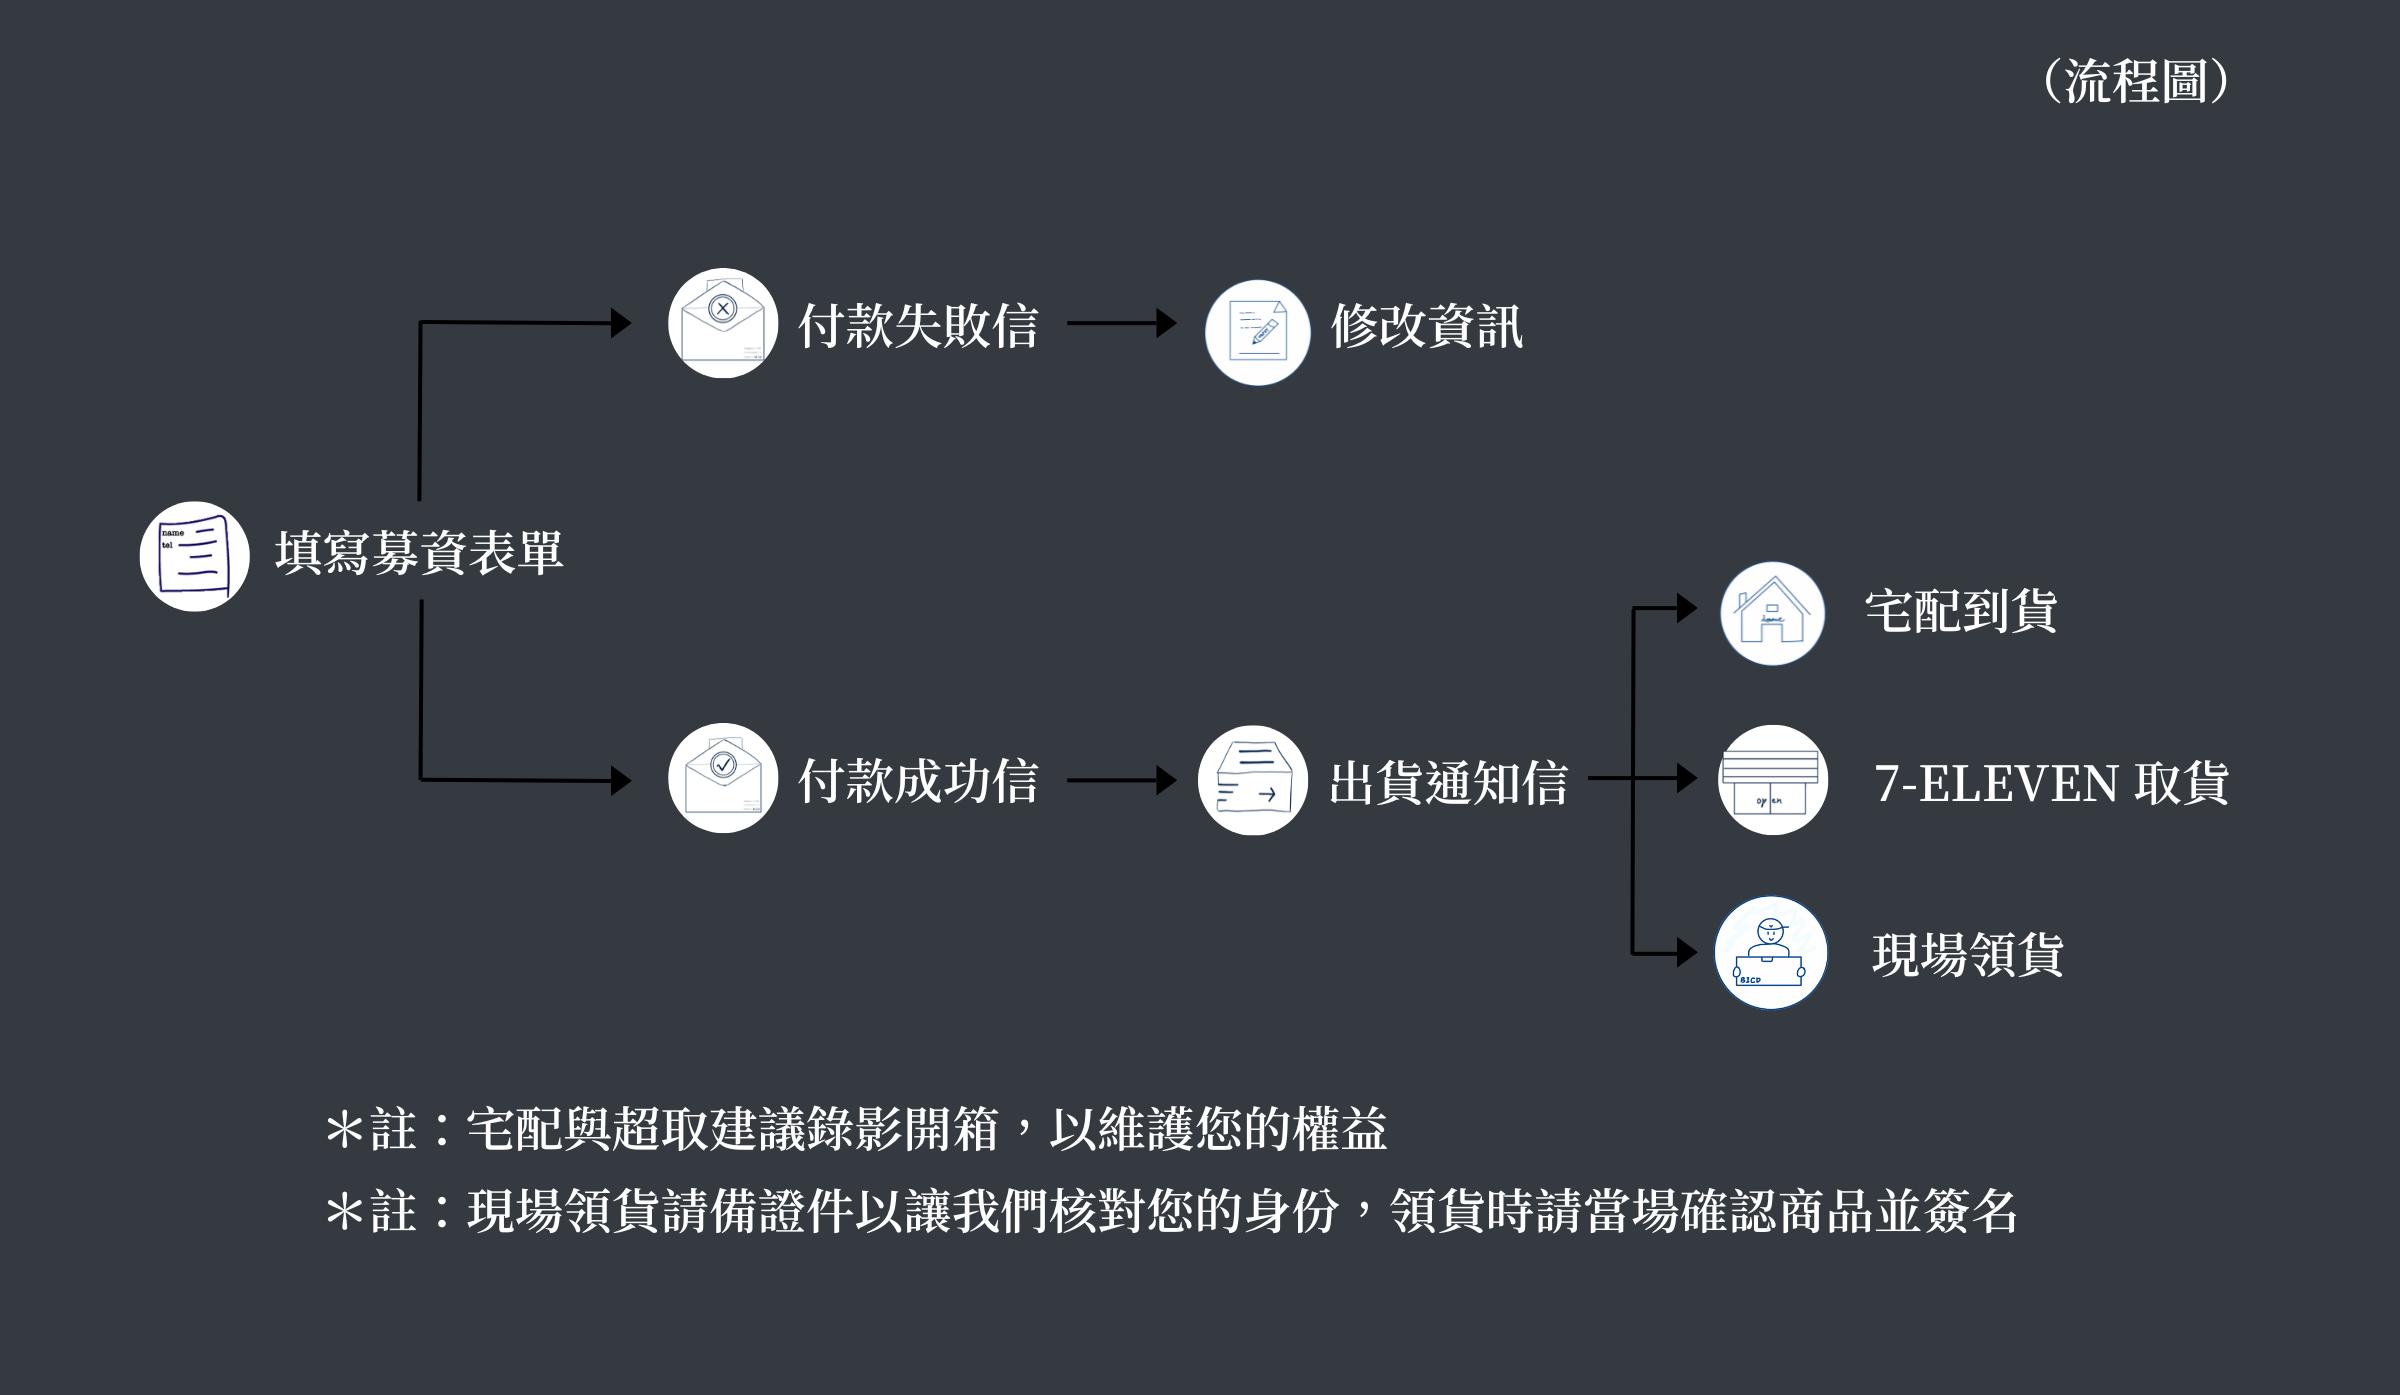 （流程圖）
付款失敗信
修改資訊
name
tel
填寫募資表單
home
宅配到貨
付款成功信
出貨通知信
open
7-ELEVEN 取貨
BICD
現場領貨
＊註：宅配與超取建議錄影開箱，以維護您的權益
＊註：現場領貨請備證件以讓我們核對您的身份，領貨時請當場確認商品並簽名